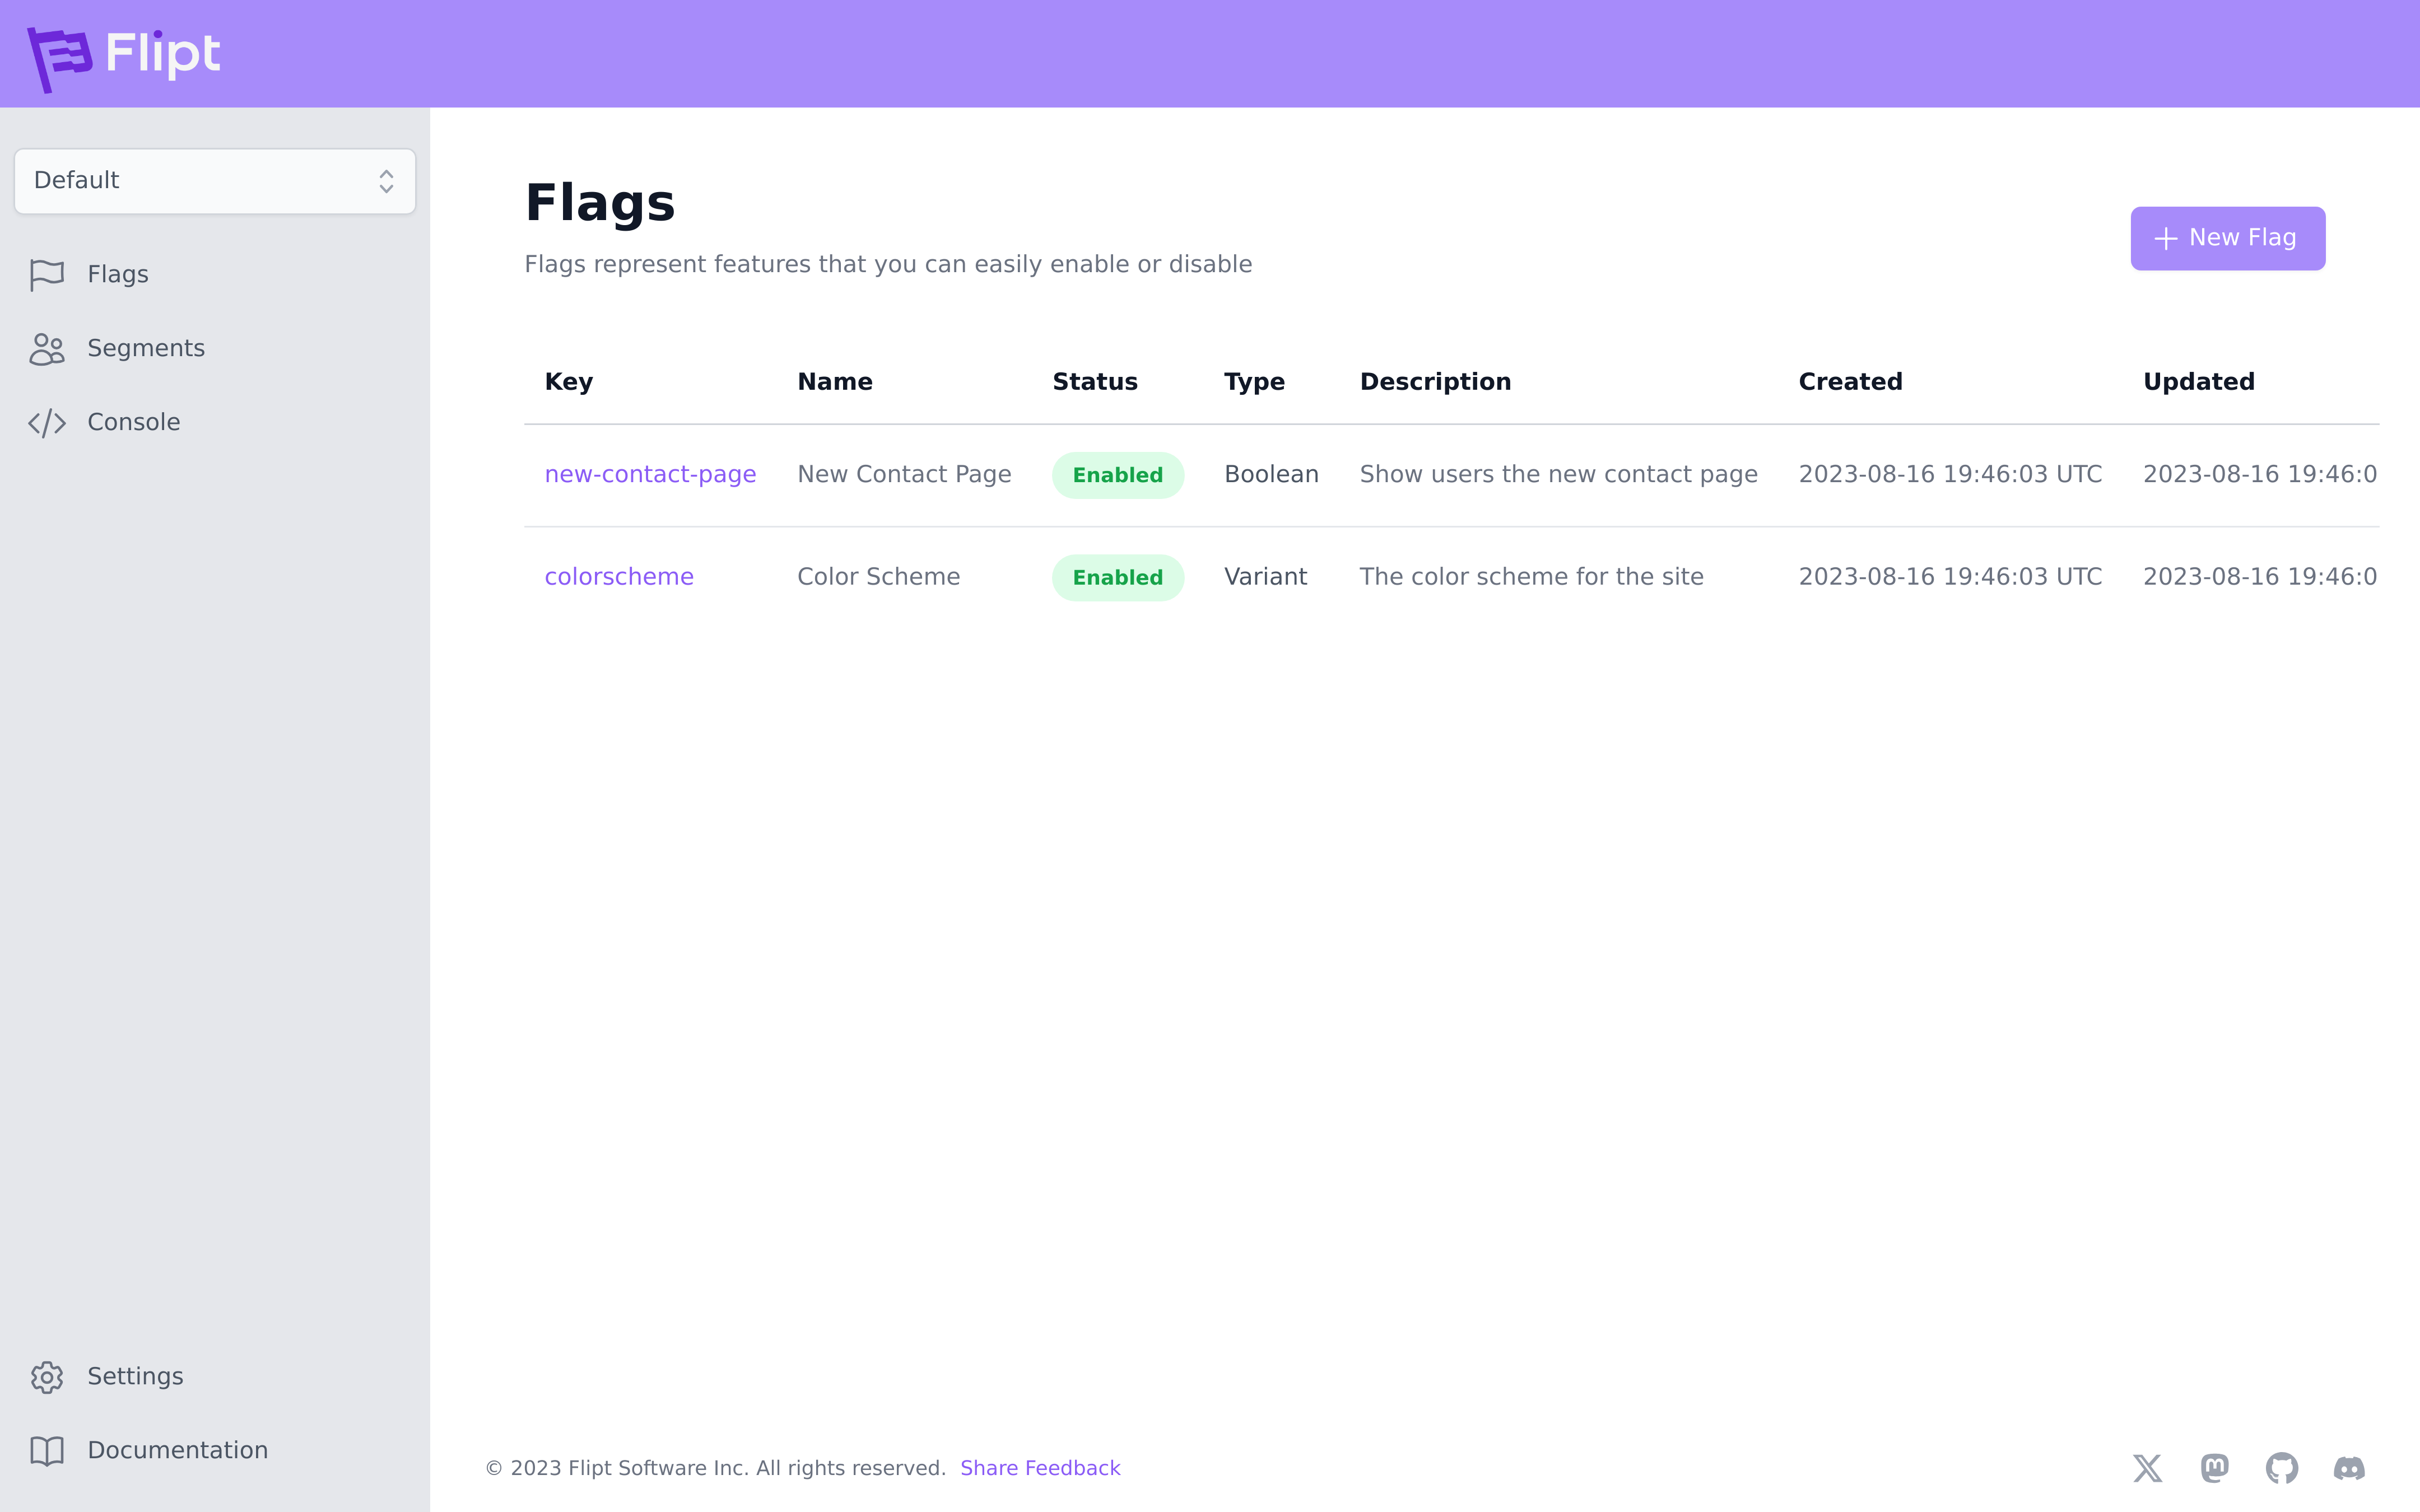 Flipt
Default
Flags
Segments
Console
Settings
Documentation
Flags
Flags represent features that you can easily enable or disable
New Flag
Key Name Status Type Description Created Updated
new-contact-page New Contact Page Enabled Boolean Show users the new contact page 2023-08-16 19:46:03 UTC 2023-08-16 19:46:0
colorscheme Color Scheme Enabled Variant The color scheme for the site 2023-08-16 19:46:03 UTC 2023-08-16 19:46:0
© 2023 Flipt Software Inc. All rights reserved. Share Feedback